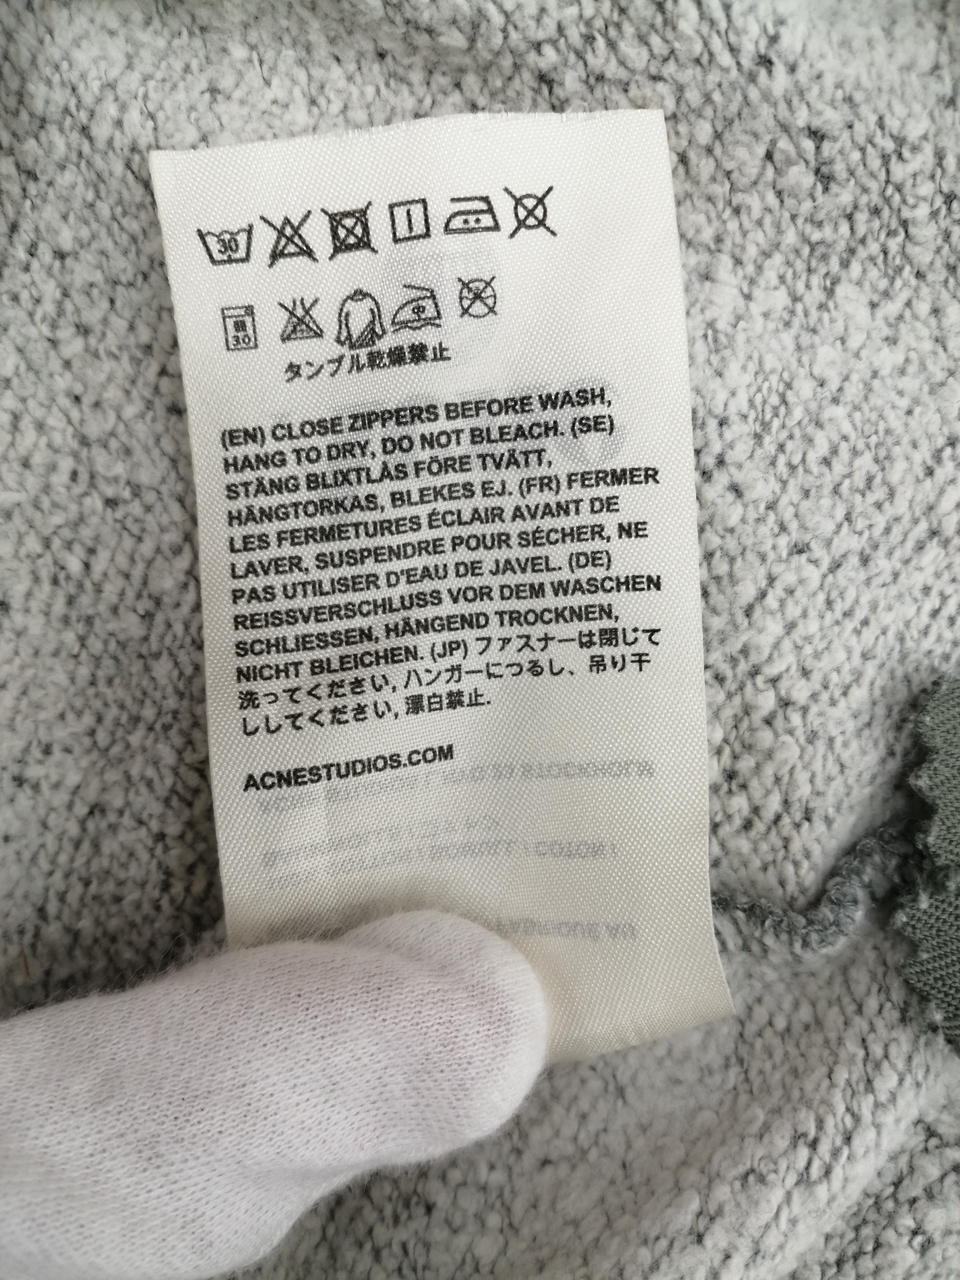 30
30
タンブル乾燥禁止
(EN) CLOSE ZIPPERS BEFORE WASH,
HANG TO DRY, DO NOT BLEACH. (SE)
STÄNG BLIXTLÅS FÖRE TVÄTT,
HÄNGTORKAS, BLEKES EJ. (FR) FERMER
LES FERMETURES ÉCLAIR AVANT DE
LAVER, SUSPENDRE POUR SÉCHER, NE
PAS UTILISER D'EAU DE JAVEL. (DE)
REISSVERSCHLUSS VOR DEM WASCHEN
SCHLIESSEN, HÄNGEND TROCKNEN,
NICHT BLEICHEN. (JP) ファスナーは閉じて
洗ってください, ハンガーにつるし、吊り干
ししてください, 漂白禁止.
ACNESTUDIOS.COM